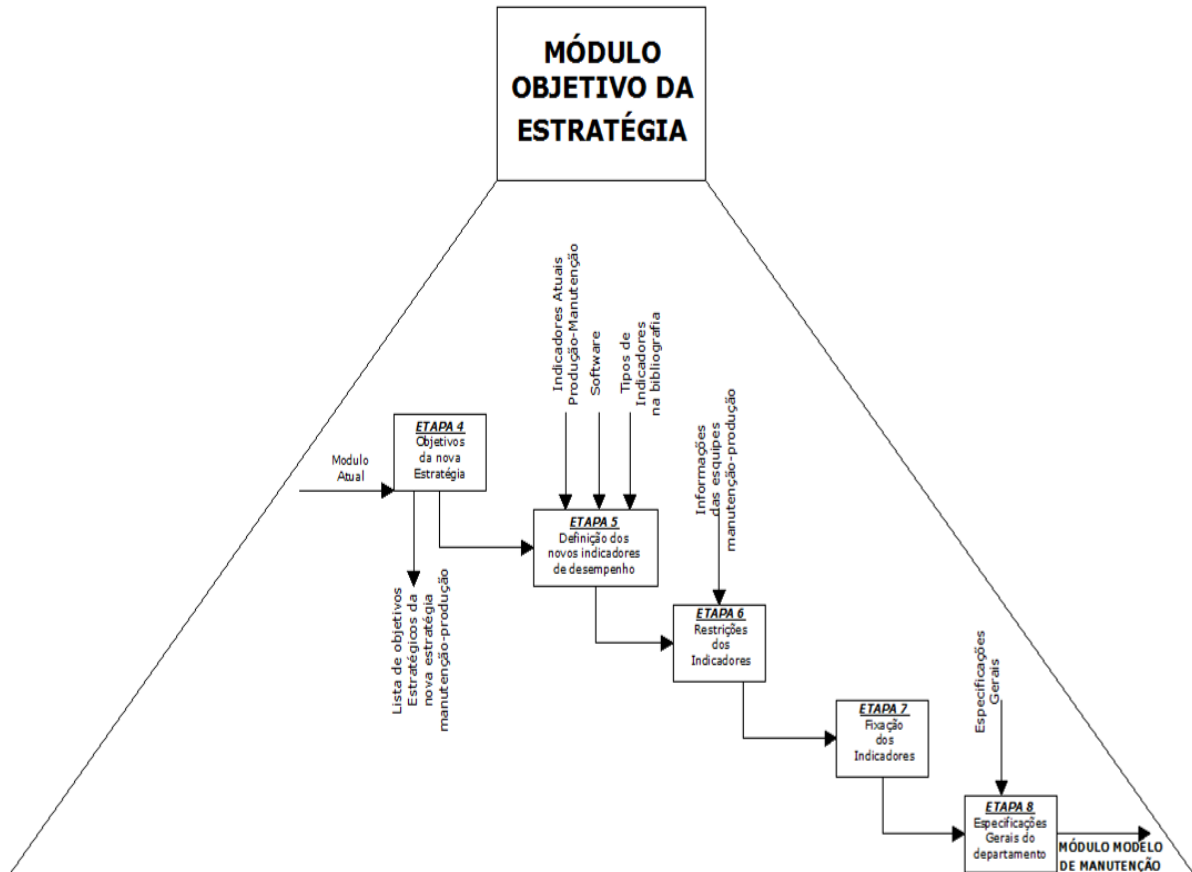 MÓDULO
OBJETIVO DA
ESTRATÉGIA
Indicadores Atuais
Produção-Manutenção
Software
Tipos de
Indicadores
na bibliografia
ETAPA 4
Objetivos
da nova
Estratégia
Modulo
Atual
Informações
das esquipes
manutenção-produção
ETAPA 5
Definição dos
novos indicadores
de desempenho
Lista de objetivos
Estratégicos da
nova estratégia
manutenção-produção
ETAPA 6
Restrições
dos
Indicadores
Especificações
Gerais
ETAPA 7
Fixação
dos
Indicadores
ETAPA 8
Especificações
Gerais do
departamento
MÓDULO MODELO
DE MANUTENÇÃO